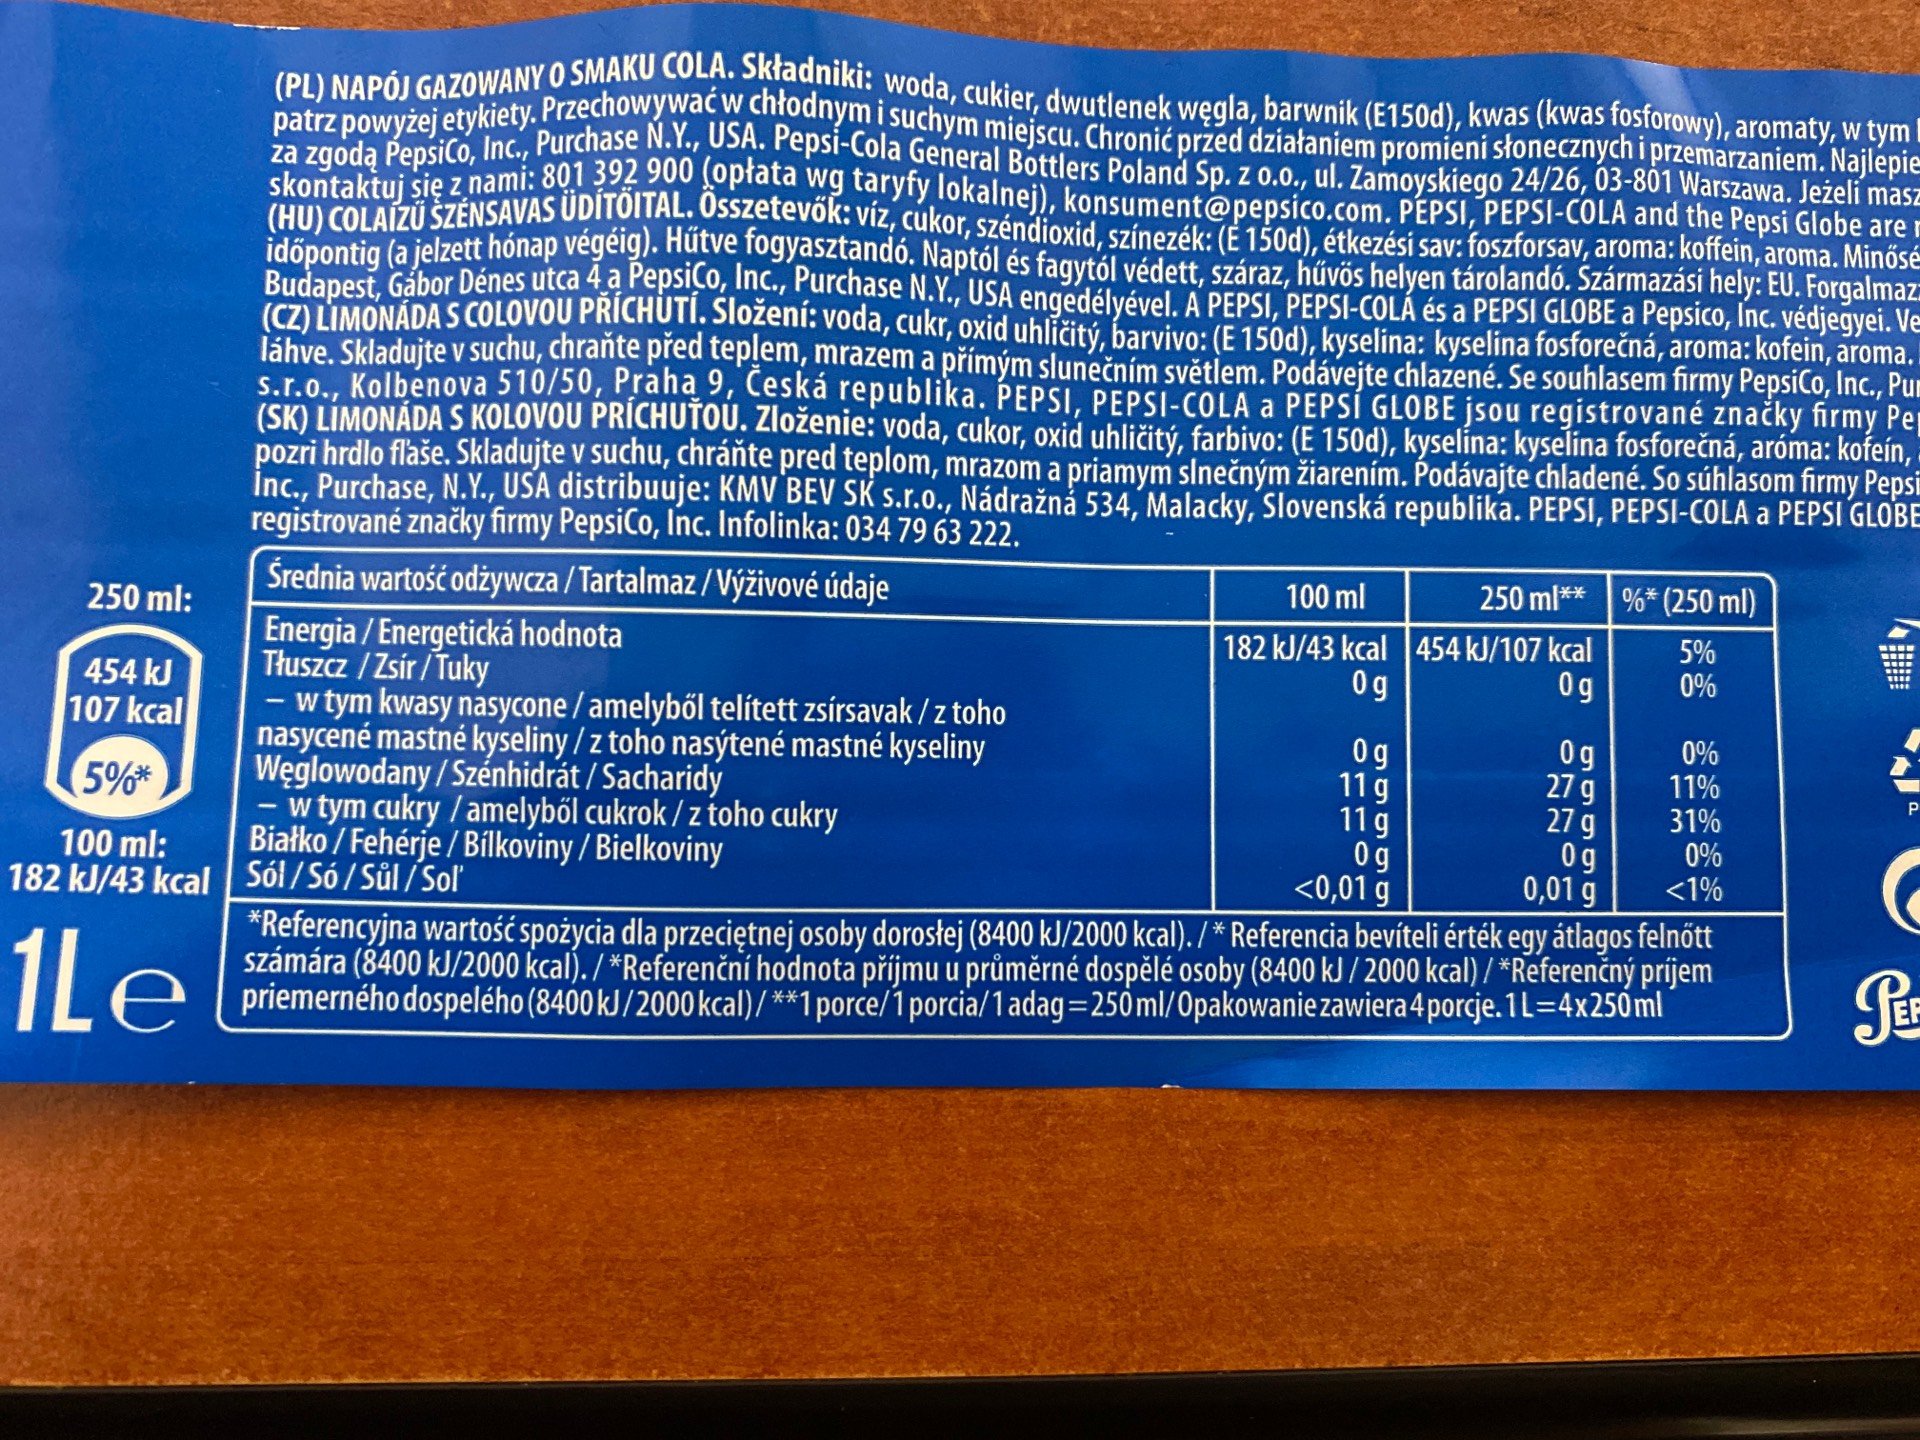 (PL) NAPÓJ GAZOWANY O SMAKU COLA. Składniki: woda, cukier, dwutlenek węgla, barwnik (E150d), kwas (kwas fosforowy), aromaty, w tym
patrz powyżej etykiety. Przechowywać w chłodnym i suchym miejscu. Chronić przed działaniem promieni słonecznych i przemarzaniem. Najlepie
za zgodą PepsiCo, Inc., Purchase N.Y., USA. Pepsi-Cola General Bottlers Poland Sp. z o.o., ul. Zamoyskiego 24/26, 03-801 Warszawa. Jeżeli masz
skontaktuj się z nami: 801 392 900 (opłata wg taryfy lokalnej), konsument@pepsico.com. PEPSI, PEPSI-COLA and the Pepsi Globe are
(HU) COLAÍZŰ SZÉNSAVAS ÜDÍTŐITAL. Összetevők: víz, cukor, széndioxid, színezék: (E 150d), étkezési sav: foszforsav, aroma: koffein, aroma. Minősé
időpontig (a jelzett hónap végéig). Hűtve fogyasztandó. Naptól és fagytól védett, száraz, hűvös helyen tárolandó. Származási hely: EU. Forgalmaz
Budapest, Gábor Dénes utca 4 a PepsiCo, Inc., Purchase N.Y., USA engedélyével. A PEPSI, PEPSI-COLA és a PEPSI GLOBE a Pepsico, Inc. védjegyei. Ve
(CZ) LIMONÁDA S COLOVOU PŘÍCHUTÍ. Složení: voda, cukr, oxid uhličitý, barvivo: (E 150d), kyselina: kyselina fosforečná, aroma: kofein, aroma.
láhve. Skladujte v suchu, chraňte před teplem, mrazem a přímým slunečním světlem. Podávejte chlazené. Se souhlasem firmy PepsiCo, Inc., Pur
s.r.o., Kolbenova 510/50, Praha 9, Česká republika. PEPSI, PEPSI-COLA a PEPSI GLOBE jsou registrované značky firmy Pep
(SK) LIMONÁDA S KOLOVOU PRÍCHUŤOU. Zloženie: voda, cukor, oxid uhličitý, farbivo: (E 150d), kyselina: kyselina fosforečná, aróma: kofeín,
pozri hrdlo fľaše. Skladujte v suchu, chráňte pred teplom, mrazom a priamym slnečným žiarením. Podávajte chladené. So súhlasom firmy Pepsi
Inc., Purchase, N.Y., USA distribuuje: KMV BEV SK s.r.o., Nádražná 534, Malacky, Slovenská republika. PEPSI, PEPSI-COLA a PEPSI GLOBE
registrované značky firmy PepsiCo, Inc. Infolinka: 034 79 63 222.
250 ml:
454 kJ
107 kcal
5%*
100 ml:
182 kJ/43 kcal
1L e
Średnia wartość odżywcza / Tartalmaz / Výživové údaje 100 ml 250 ml** %* (250 ml)
Energia / Energetická hodnota 182 kJ/43 kcal 454 kJ/107 kcal 5%
Tłuszcz / Zsír / Tuky 0 g 0 g 0%
– w tym kwasy nasycone / amelyből telített zsírsavak / z toho
nasycené mastné kyseliny / z toho nasýtené mastné kyseliny 0 g 0 g 0%
Węglowodany / Szénhidrát / Sacharidy 11 g 27 g 11%
– w tym cukry / amelyből cukrok / z toho cukry 11 g 27 g 31%
Białko / Fehérje / Bílkoviny / Bielkoviny 0 g 0 g 0%
Sól / Só / Sůl / Soľ <0,01 g 0,01 g <1%
*Referencyjna wartość spożycia dla przeciętnej osoby dorosłej (8400 kJ/2000 kcal). / * Referencia beviteli érték egy átlagos felnőtt
számára (8400 kJ/2000 kcal). / *Referenční hodnota příjmu u průměrné dospělé osoby (8400 kJ / 2000 kcal) / *Referenčný príjem
priemerného dospelého (8400 kJ / 2000 kcal) / **1 porce/ 1 porcia/ 1 adag = 250 ml/ Opakowanie zawiera 4 porcje. 1 L = 4 x 250 ml
P
PEP